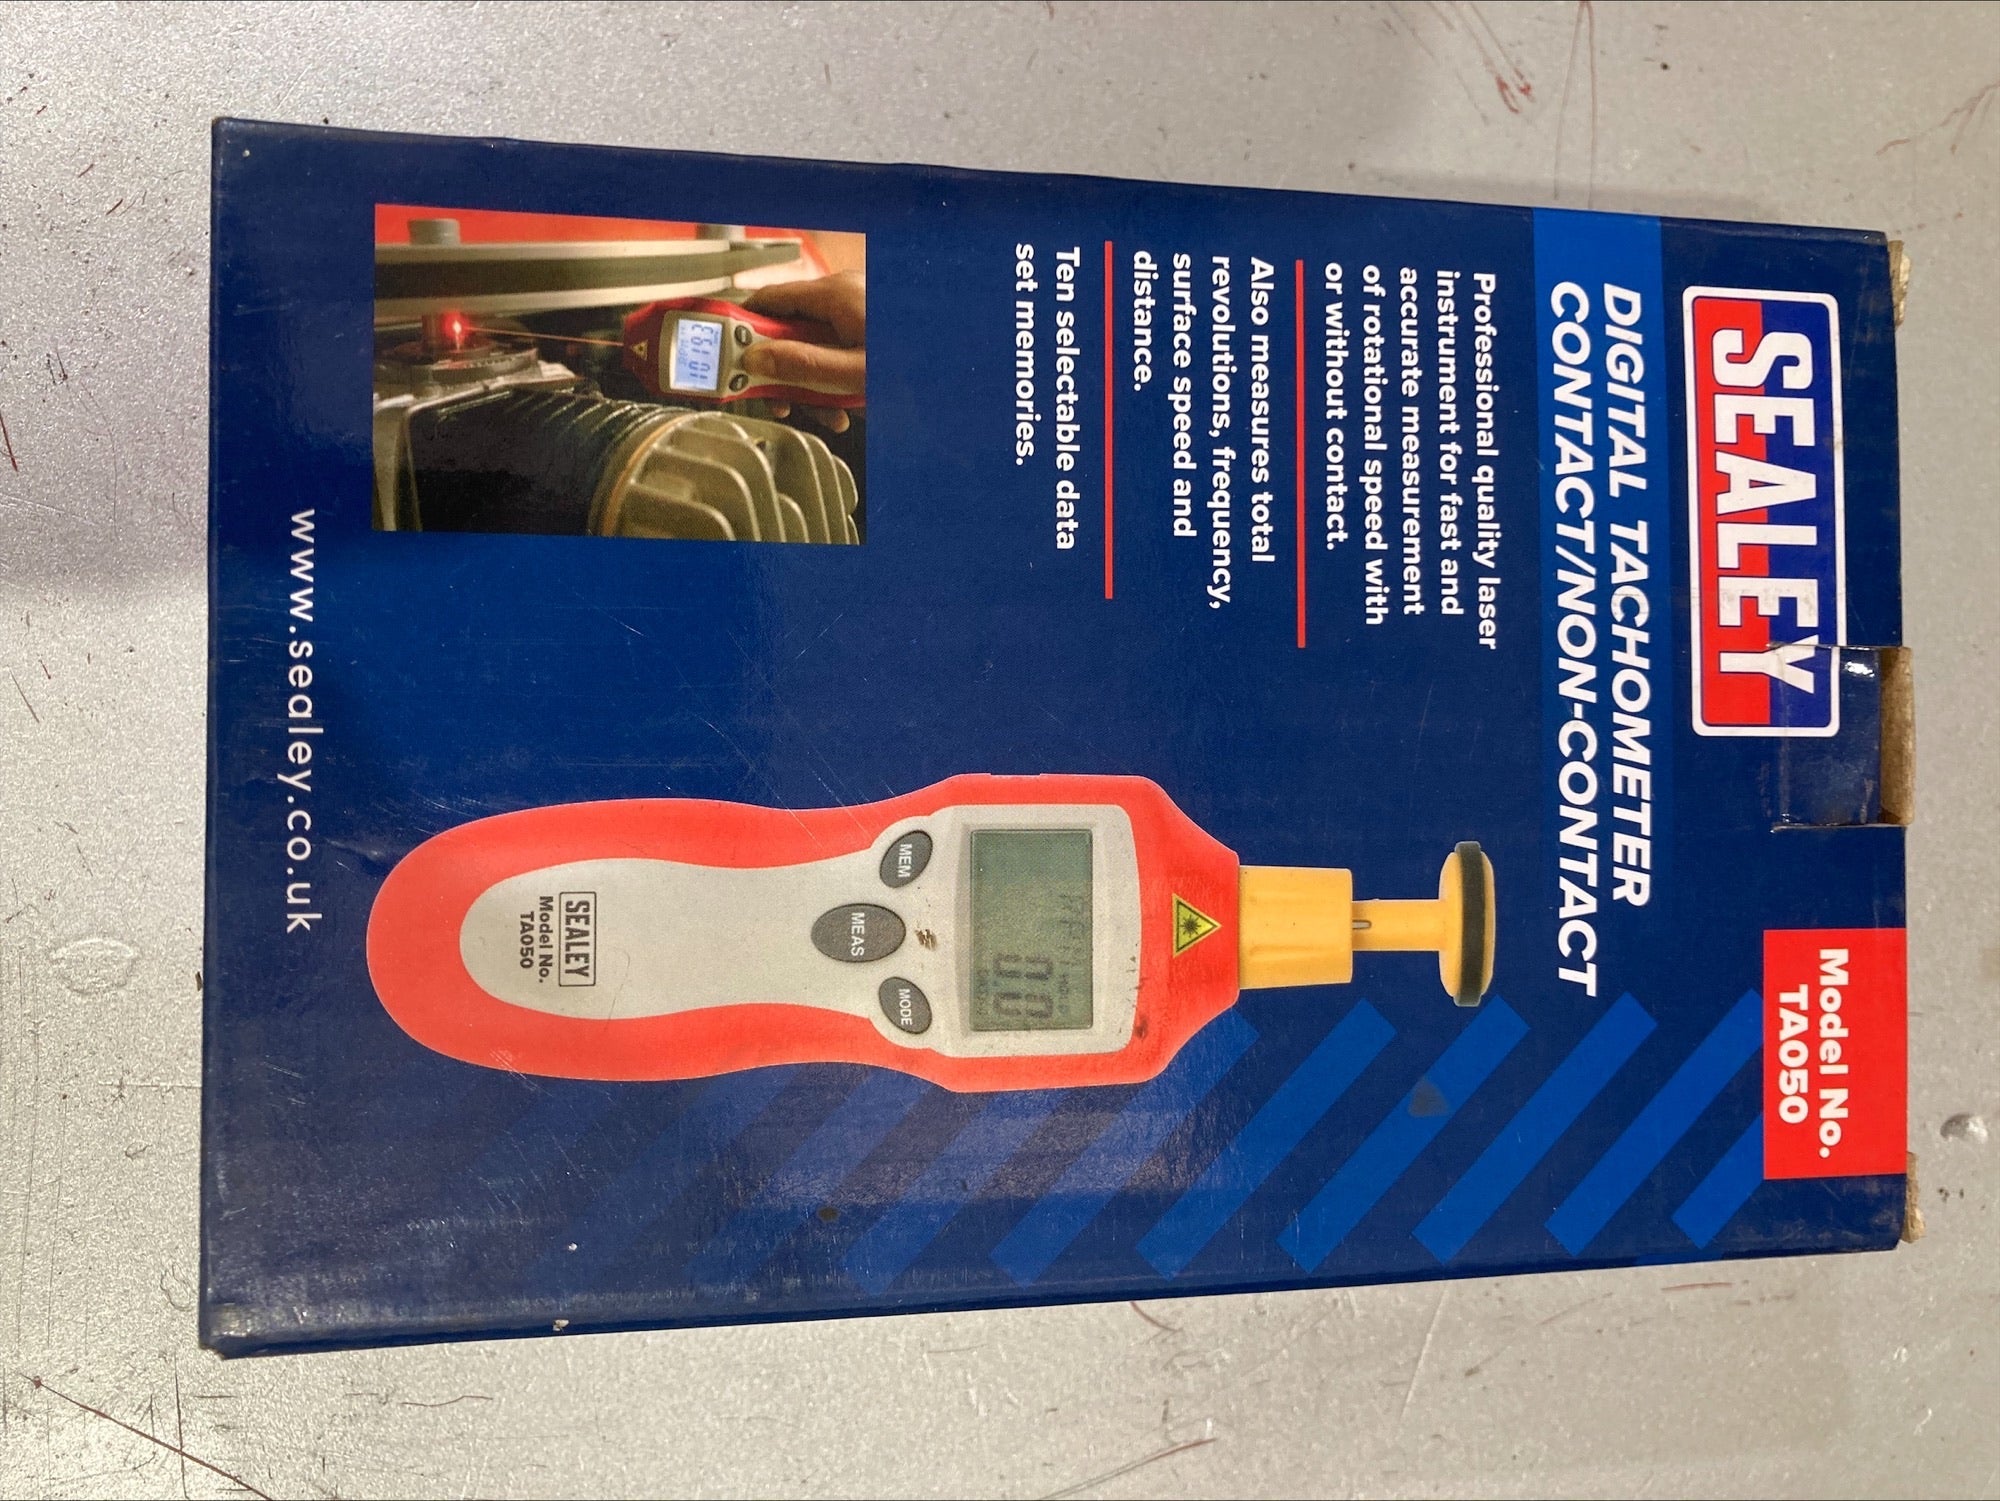 SEALEY
Model No.
TA050
DIGITAL TACHOMETER
CONTACT/NON-CONTACT
Professional quality laser
instrument for fast and
accurate measurement
of rotational speed with
or without contact.
Also measures total
revolutions, frequency,
surface speed and
distance.
Ten selectable data
set memories.
0.0
MEM
MEAS
MODE
SEALEY
Model No.
TA050
www.sealey.co.uk